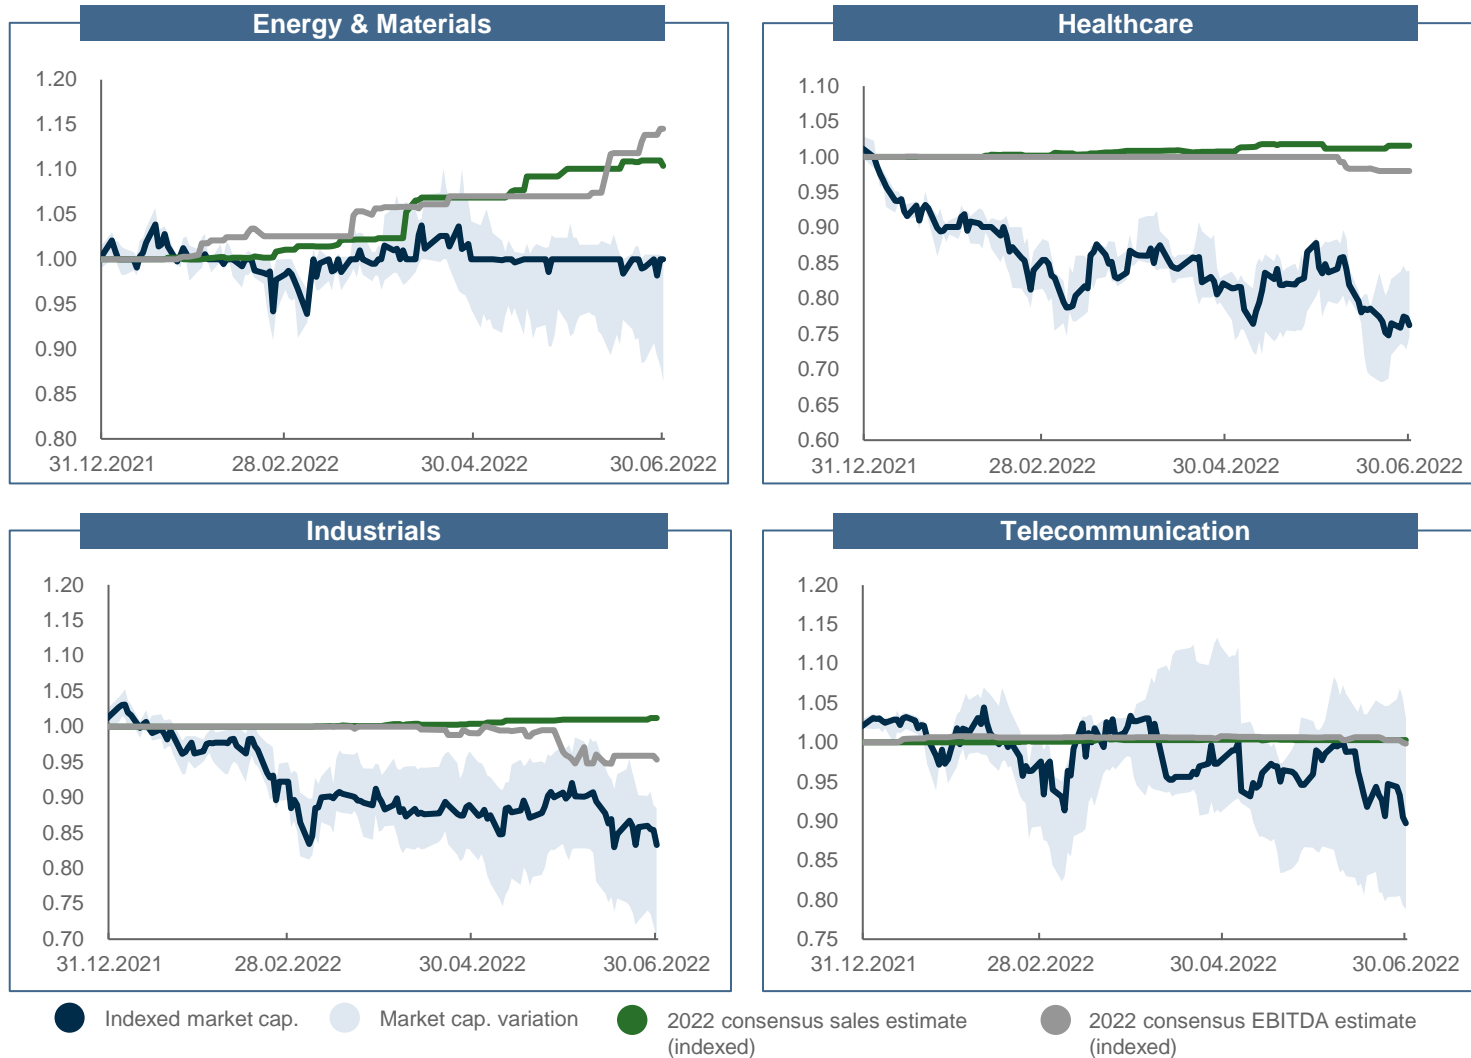 Energy & Materials
1.20
1.15
1.10
1.05
1.00
0.95
0.90
0.85
0.80
31.12.2021 28.02.2022 30.04.2022 30.06.2022
Healthcare
1.10
1.05
1.00
0.95
0.90
0.85
0.80
0.75
0.70
0.65
0.60
31.12.2021 28.02.2022 30.04.2022 30.06.2022
Industrials
1.20
1.15
1.10
1.05
1.00
0.95
0.90
0.85
0.80
0.75
0.70
31.12.2021 28.02.2022 30.04.2022 30.06.2022
Telecommunication
1.20
1.15
1.10
1.05
1.00
0.95
0.90
0.85
0.80
0.75
31.12.2021 28.02.2022 30.04.2022 30.06.2022
Indexed market cap.
Market cap. variation
2022 consensus sales estimate
(indexed)
2022 consensus EBITDA estimate
(indexed)